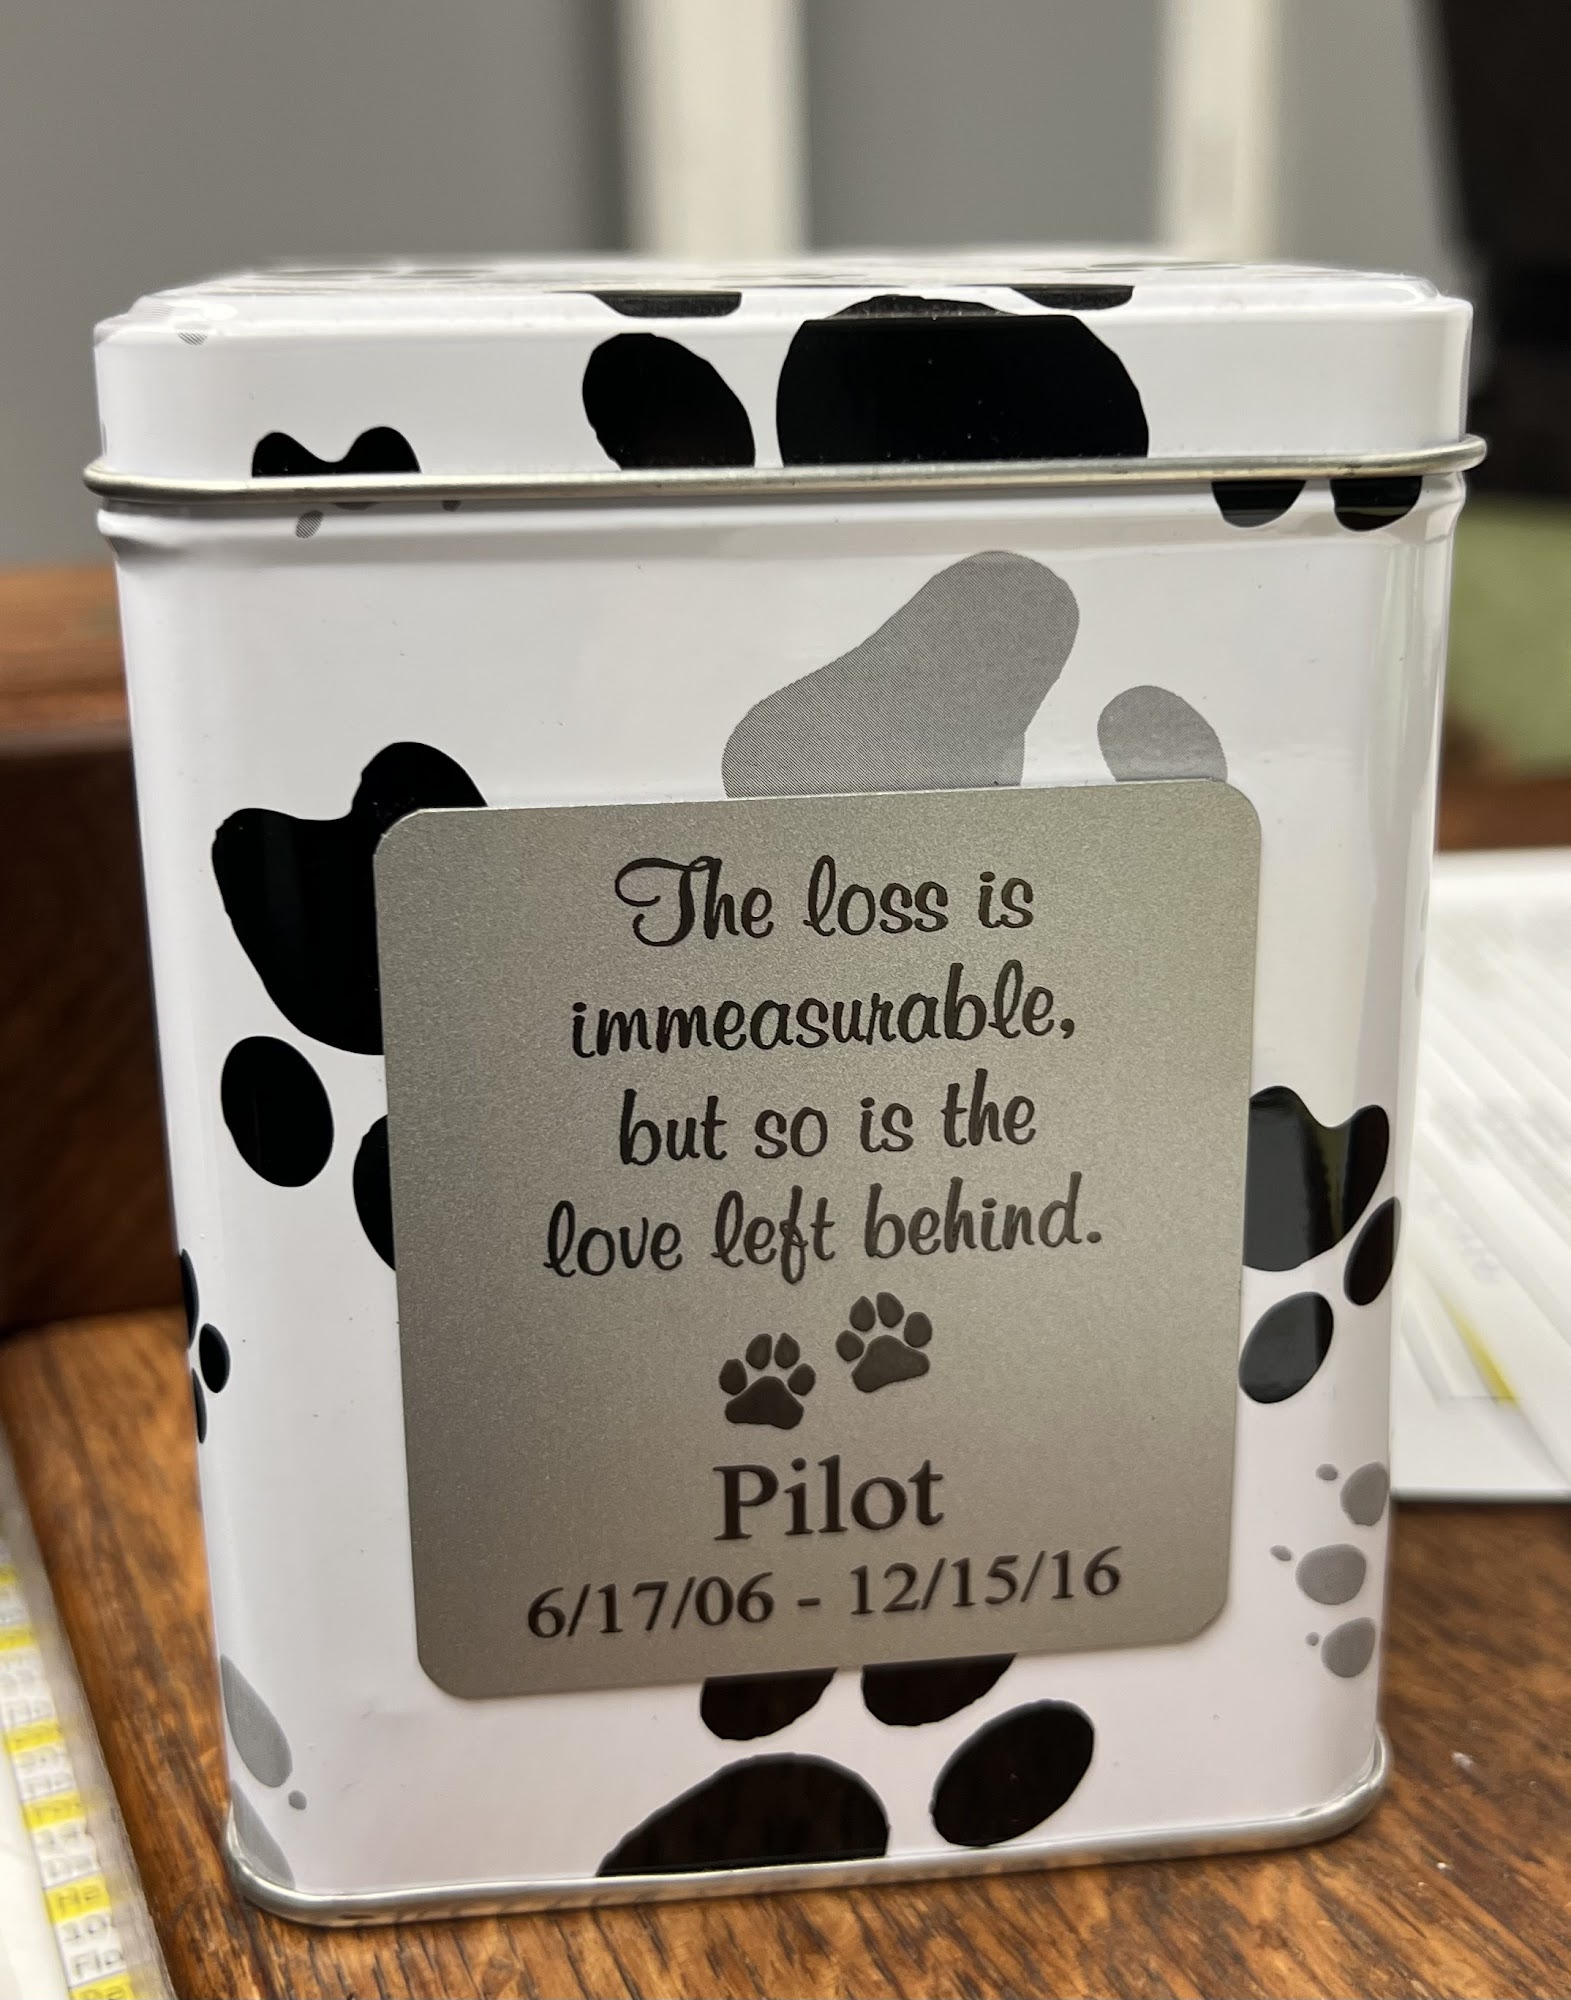 The loss is
immeasurable,
but so is the
love left behind.
Pilot
6/17/06 - 12/15/16